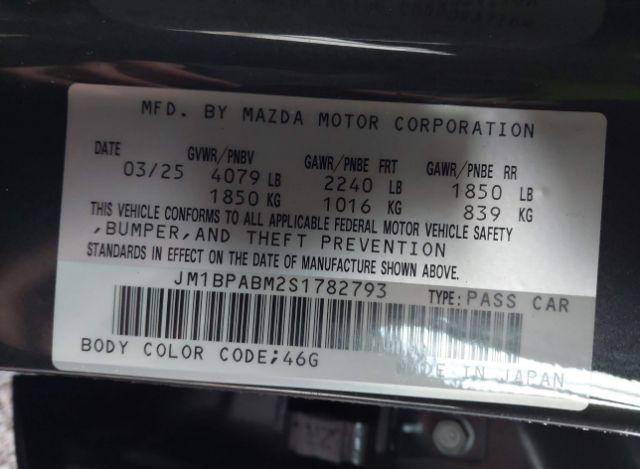 MFD. BY MAZDA MOTOR CORPORATION
DATE GVWR/PNBV GAWR/PNBE FRT GAWR/PNBE RR
03/25 4079 LB 2240 LB 1850 LB
1850 KG 1016 KG 839 KG
THIS VEHICLE CONFORMS TO ALL APPLICABLE FEDERAL MOTOR VEHICLE SAFETY
,BUMPER,AND THEFT PREVENTION
STANDARDS IN EFFECT ON THE DATE OF MANUFACTURE SHOWN ABOVE.
JM1BPABM2S1782793 TYPE:PASS CAR
BODY COLOR CODE;46G MADE IN JAPAN